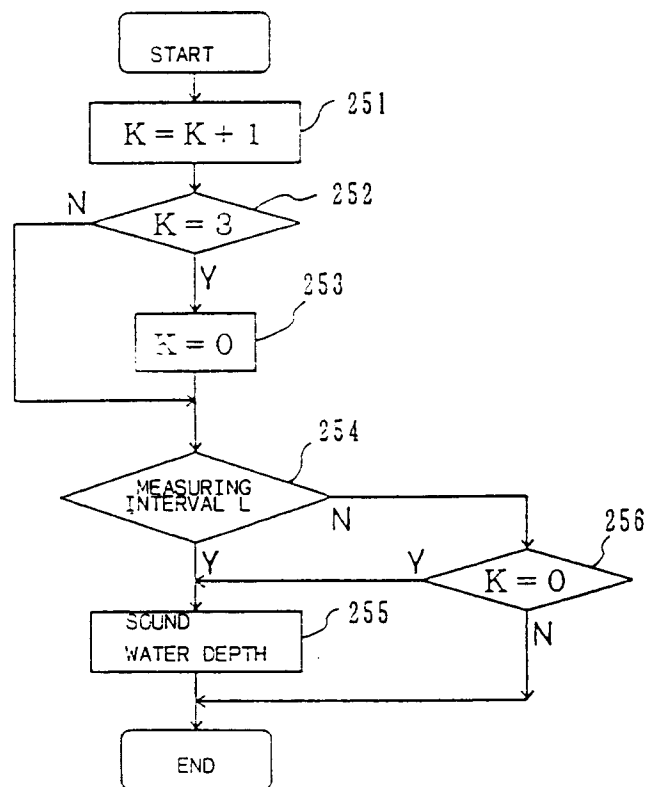 START
251
K = K + 1
252
N
K = 3
Y
253
K = 0
254
MEASURING
INTERVAL L
N
256
Y
Y
K = 0
255
N
SOUND
WATER DEPTH
END